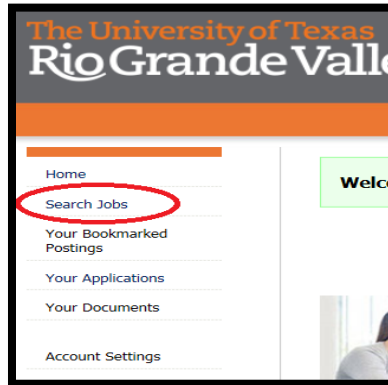 The University of Texas
Rio Grande Valle
Home
Welc
Search Jobs
Your Bookmarked
Postings
Your Applications
Your Documents
Account Settings